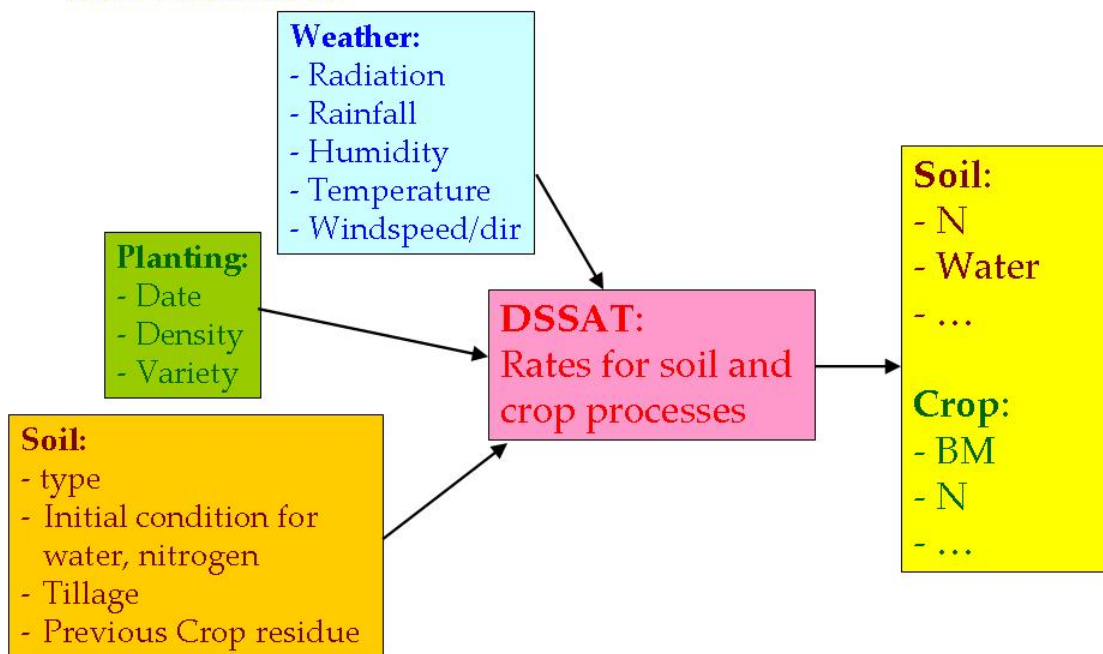 Weather:
- Radiation
- Rainfall
- Humidity
- Temperature
- Windspeed/dir
Planting:
- Date
- Density
- Variety
Soil:
- type
- Initial condition for
water, nitrogen
- Tillage
- Previous Crop residue
DSSAT:
Rates for soil and
crop processes
Soil:
- N
- Water
- ...
Crop:
- BM
- N
- ...